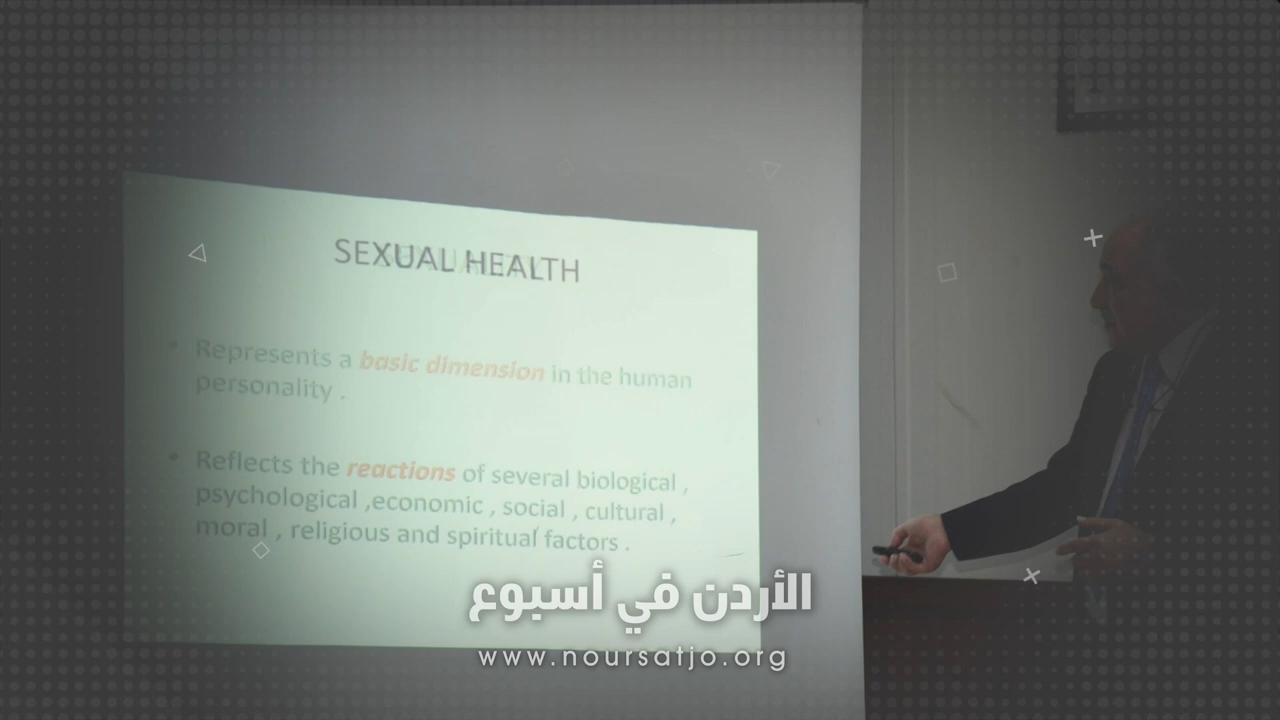 SEXUAL HEALTH
• Represents a basic dimension in the human
personality .
• Reflects the reactions of several biological ,
psychological ,economic , social , cultural ,
moral , religious and spiritual factors .
الأردن في أسبوع
www.noursatjo.org